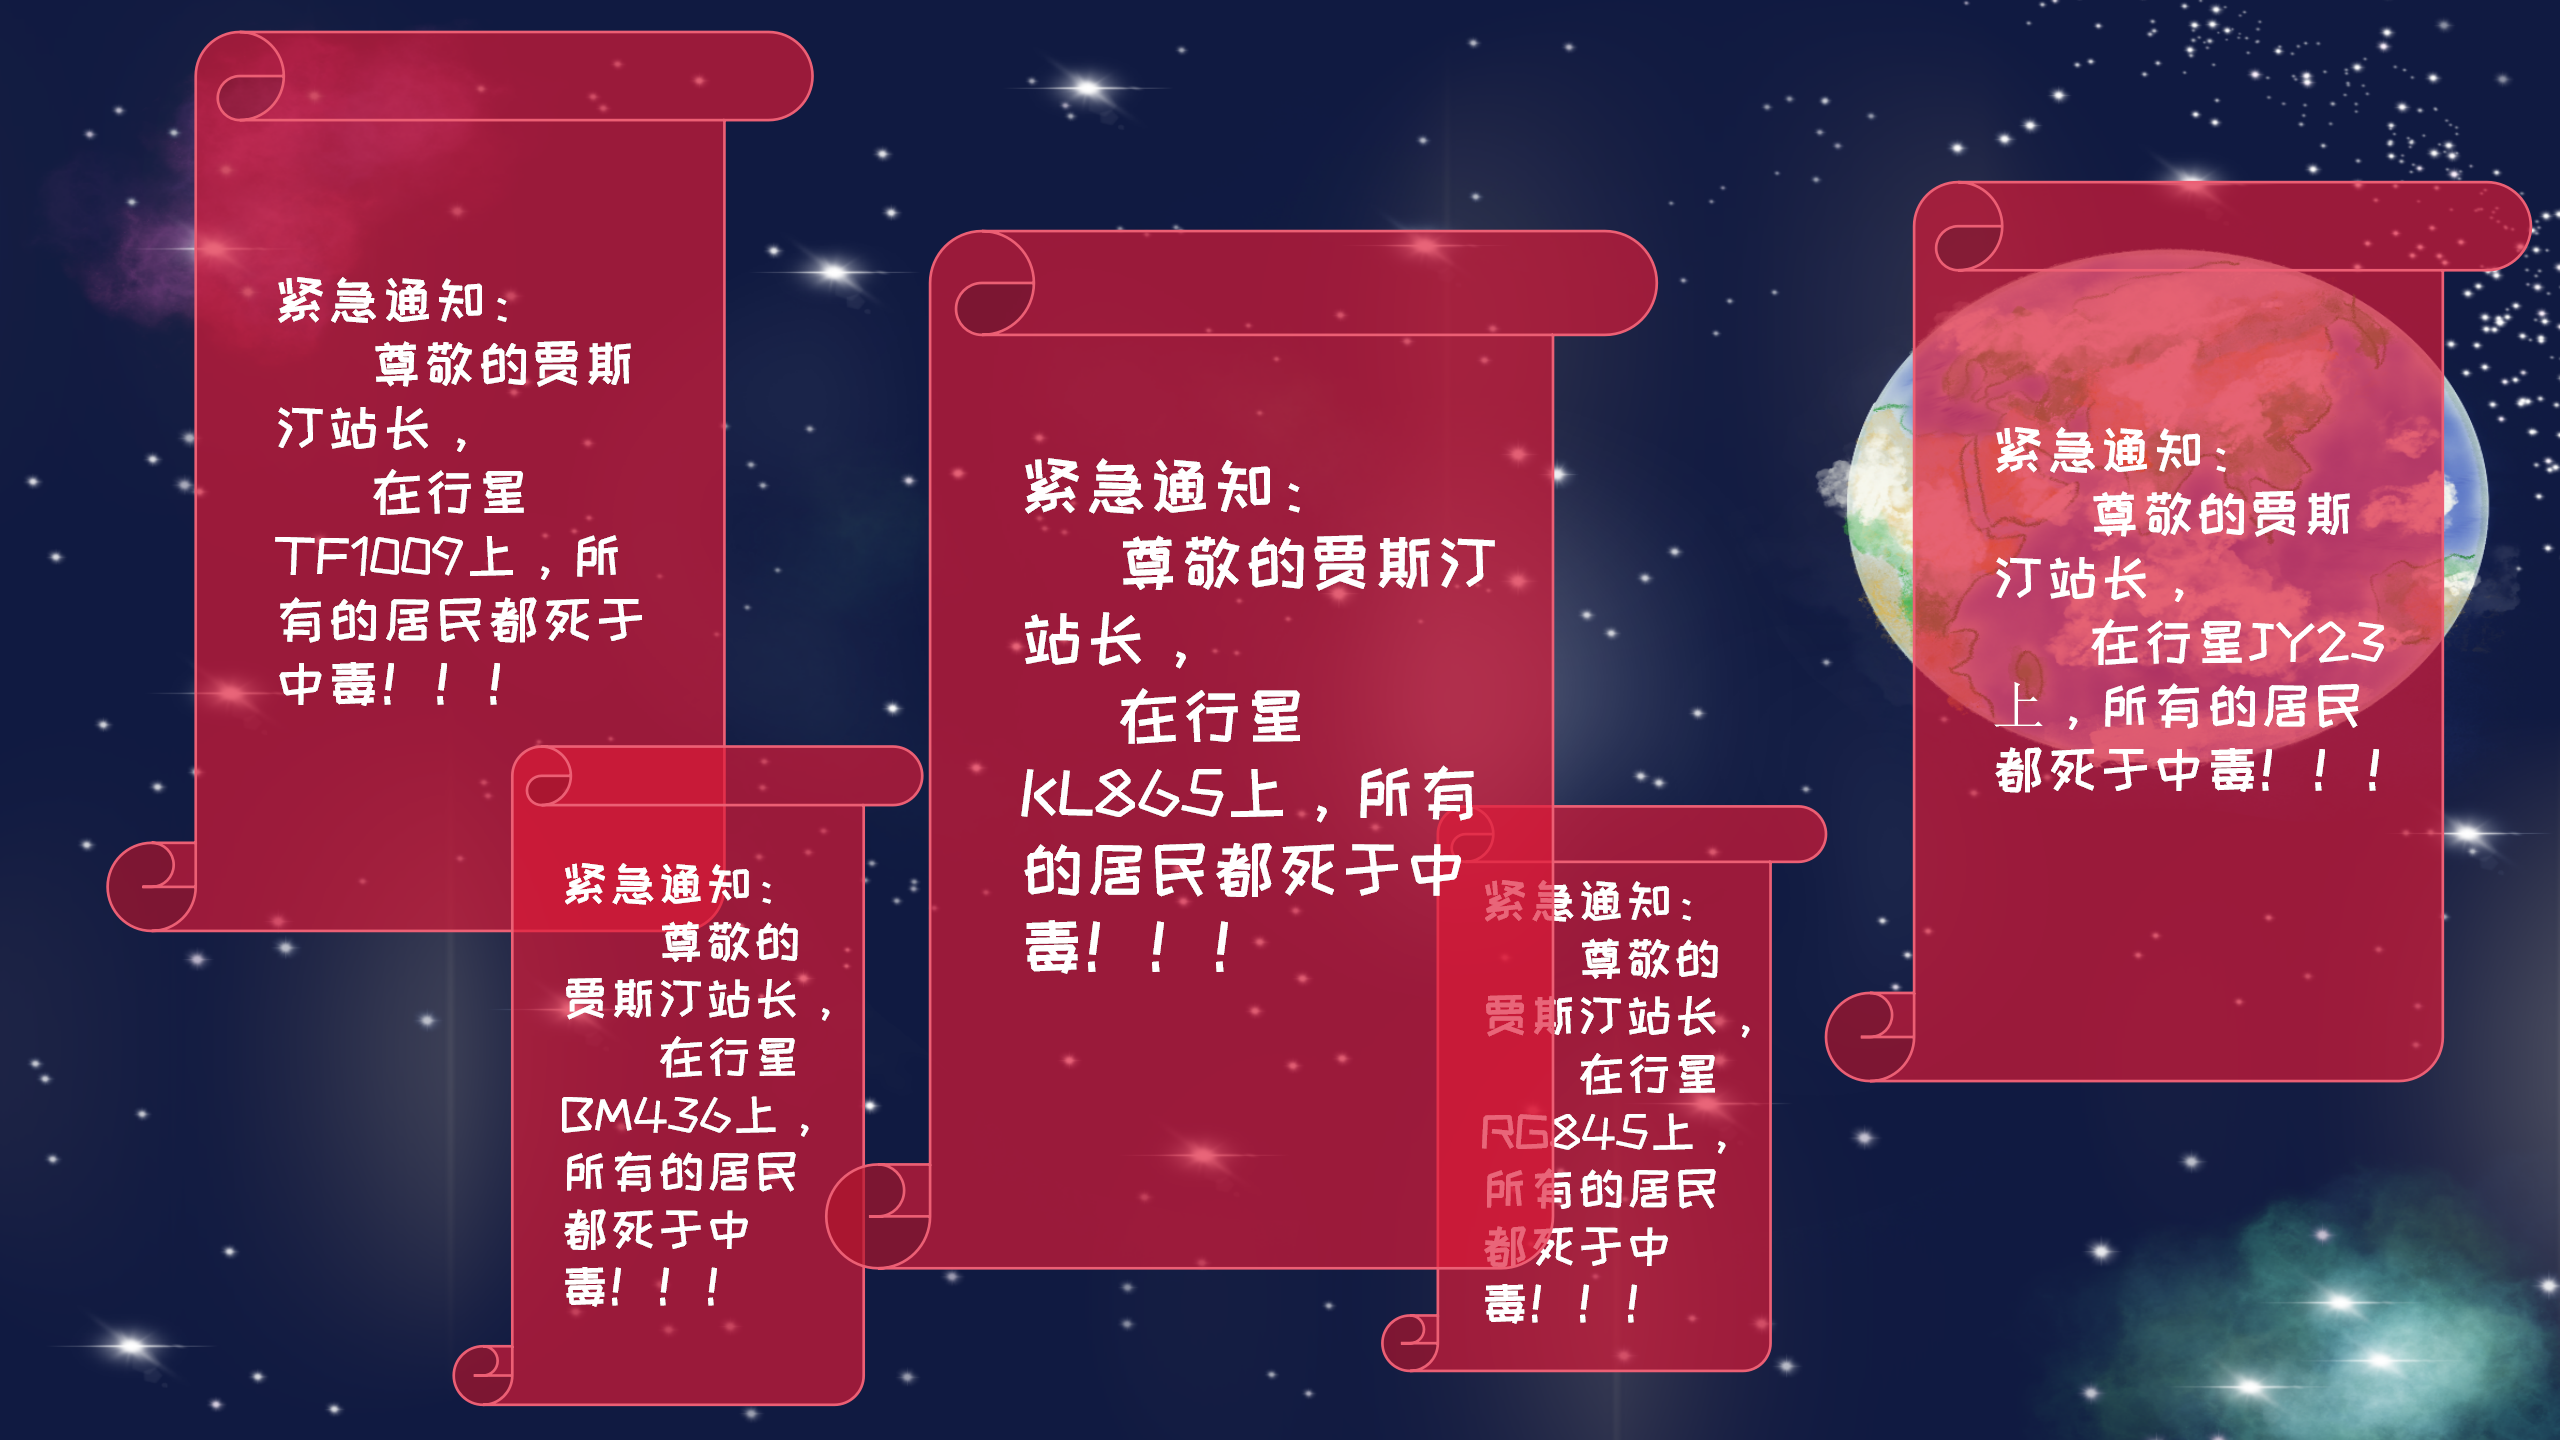 紧急通知：
尊敬的贾斯
汀站长，
在行星
TF1009上，所
有的居民都死于
中毒！！！
紧急通知：
尊敬的
贾斯汀站长，
在行星
BM436上，
所有的居民
都死于中
毒！！！
紧急通知：
尊敬的贾斯汀
站长，
在行星
KL865上，所有
的居民都死于中
毒！！！
紧急通知：
尊敬的
贾斯汀站长，
在行星
RG845上，
所有的居民
都死于中
毒！！！
紧急通知：
尊敬的贾斯
汀站长，
在行星JY23
上，所有的居民
都死于中毒！！！